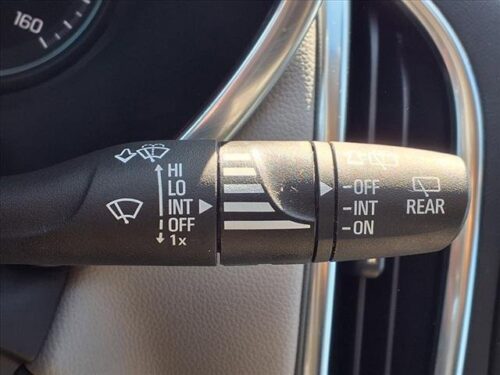 160
HI
LO
INT
OFF
1x
-OFF
-INT
-ON
REAR